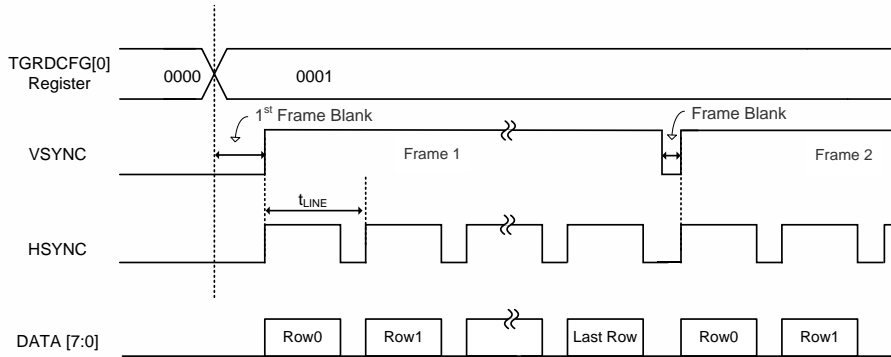 TGRDCFG[0]
Register
0000
0001
1st Frame Blank
Frame Blank
VSYNC
Frame 1
Frame 2
tLINE
HSYNC
DATA [7:0]
Row0
Row1
Last Row
Row0
Row1